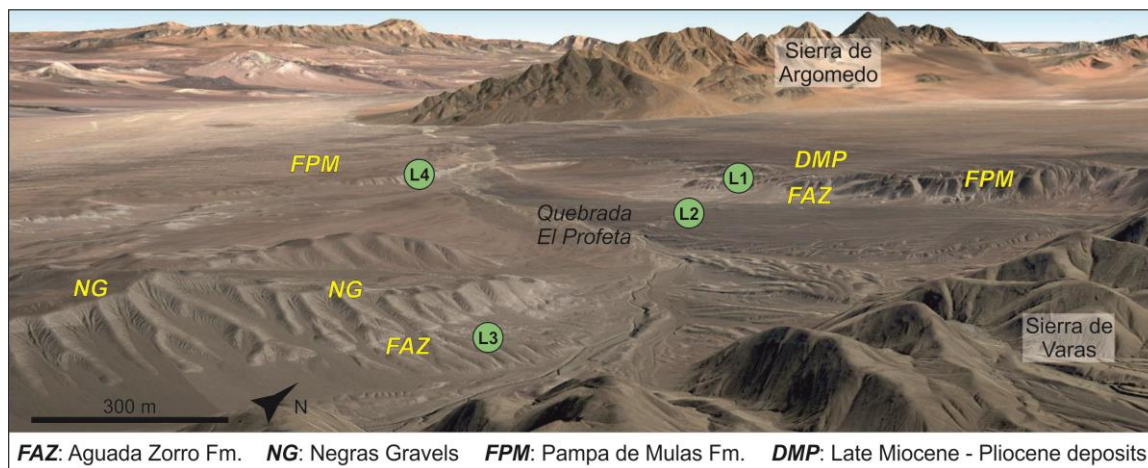 Sierra de
Argomedo
FPM
L4
DMP
L1
FAZ
FPM
L2
Quebrada
El Profeta
NG
NG
FAZ
L3
Sierra de
Varas
300 m
N
FAZ: Aguada Zorro Fm. NG: Negras Gravels FPM: Pampa de Mulas Fm. DMP: Late Miocene - Pliocene deposits